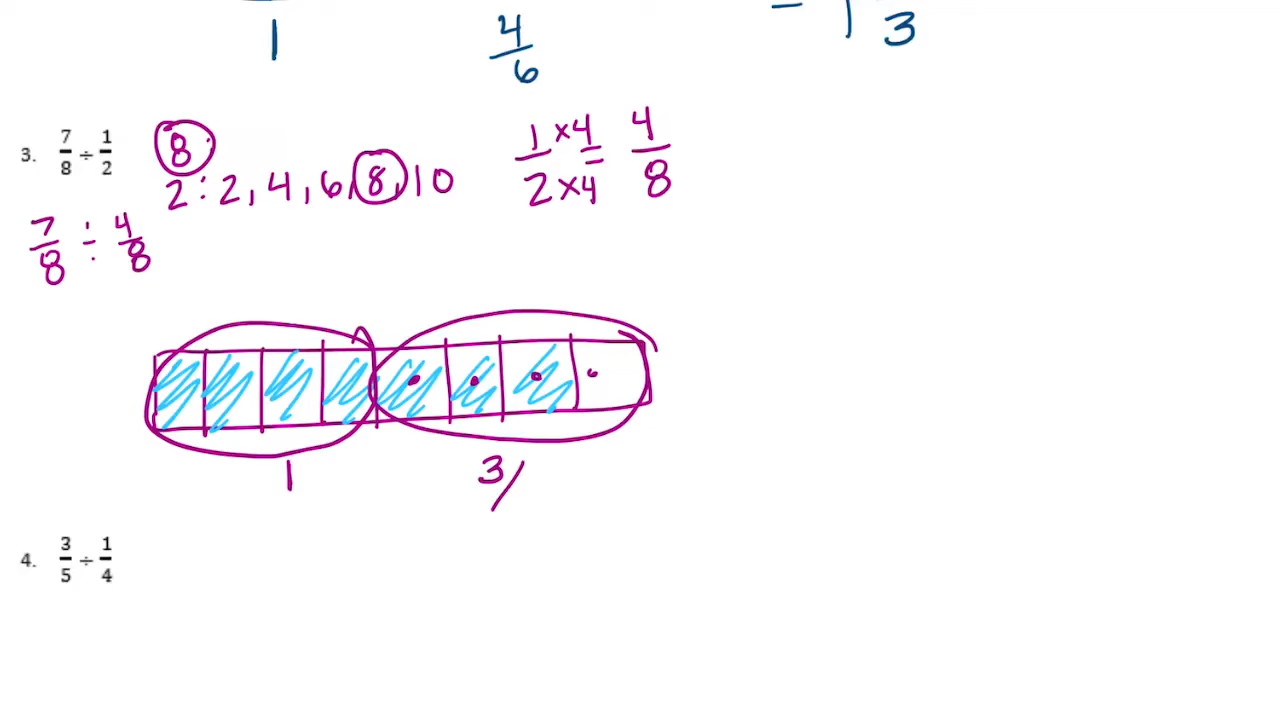 1 4/6 = 1 /3
3. 7/8 ÷ 1/2
8
2: 2, 4, 6, 8, 10
1/2 ×4/×4 = 4/8
7/8 ÷ 4/8
1 3/
4. 3/5 ÷ 1/4